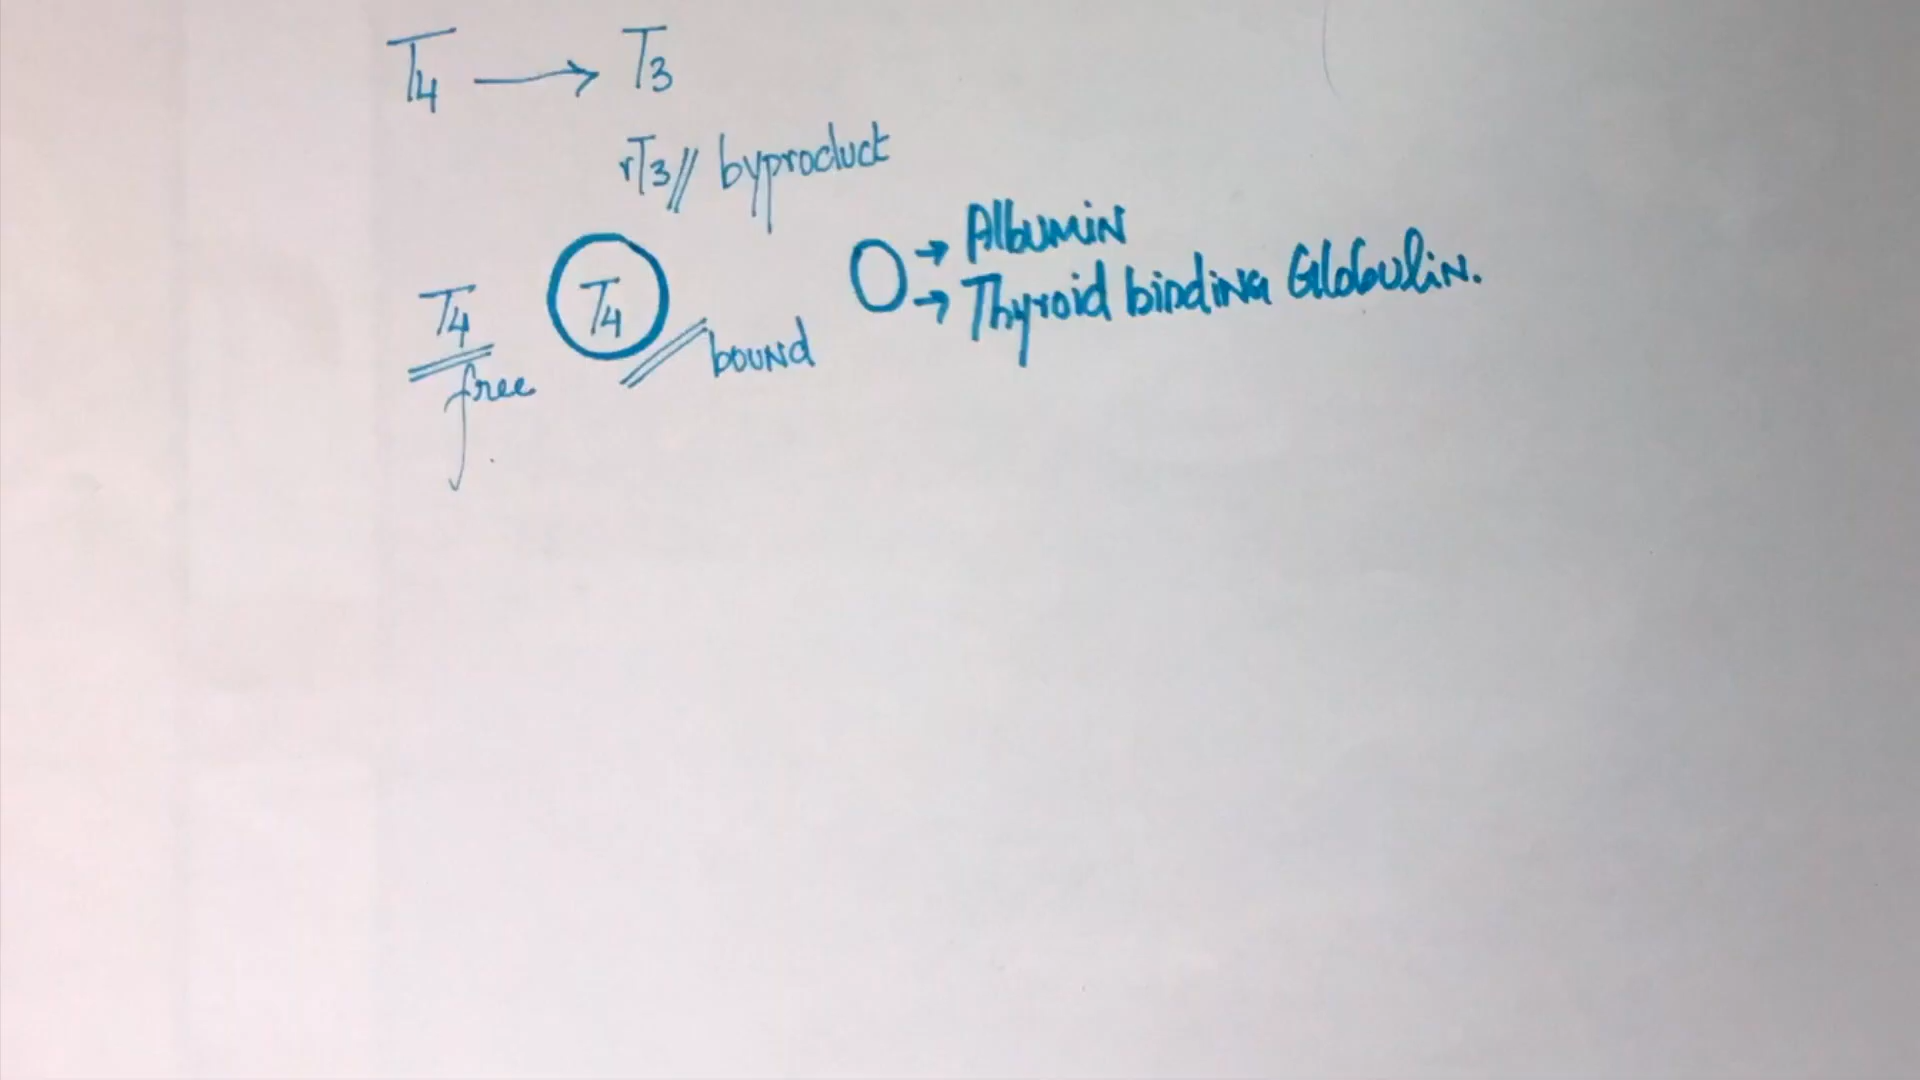 T4 → T3
rT3 // byproduct
→ Albumin
→ Thyroid binding Globulin.
T4 T4
free bound